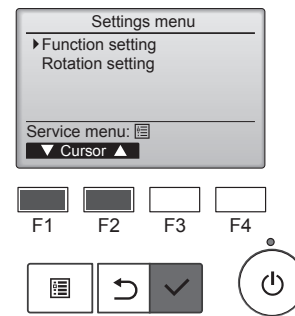 Settings menu
Function setting
Rotation setting
Service menu:
▼ Cursor ▲
F1 F2 F3 F4